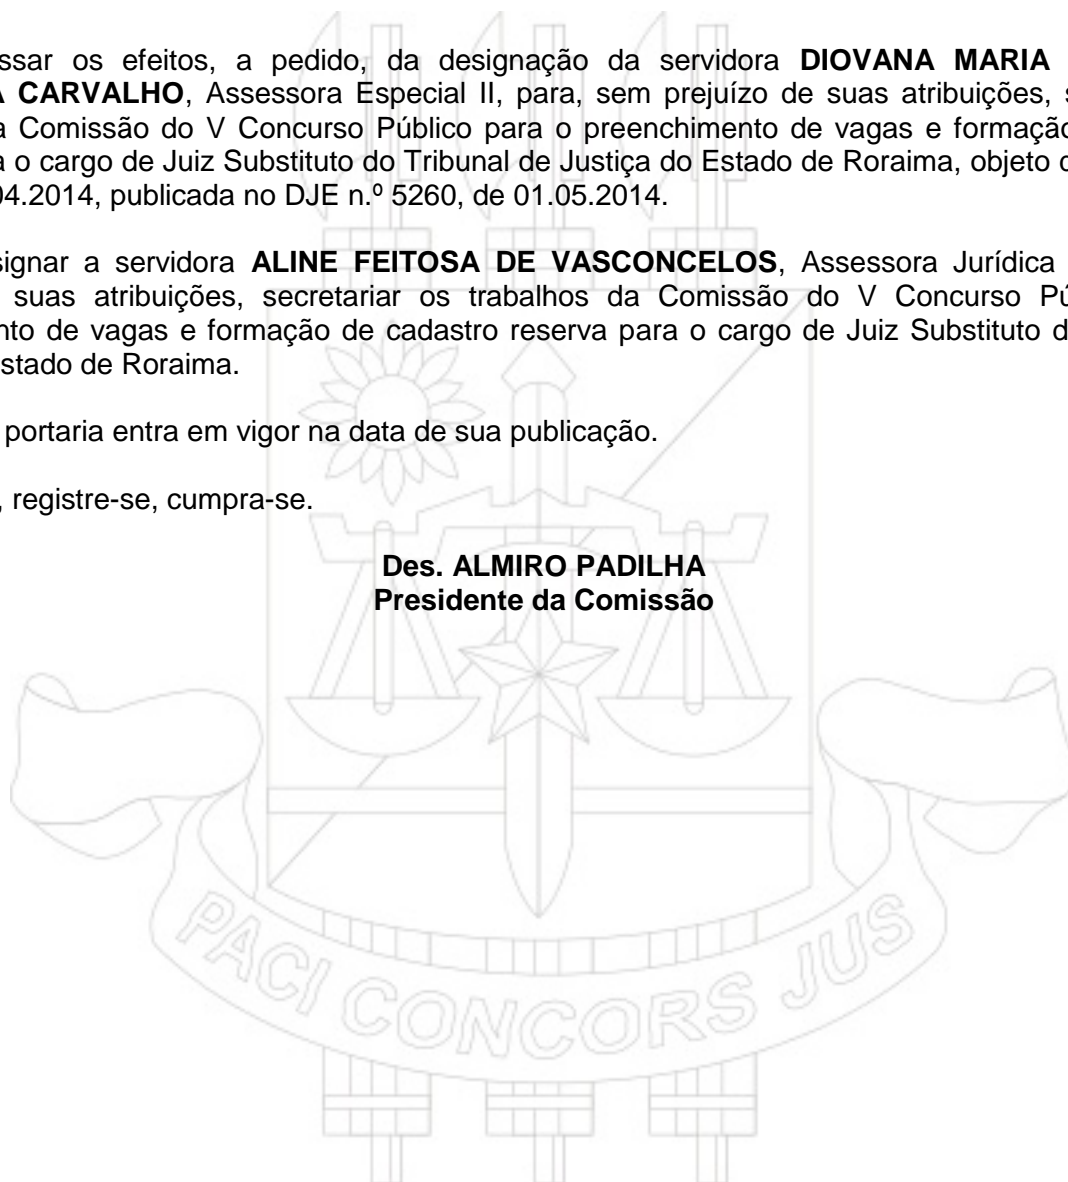 ssar os efeitos, a pedido, da designação da servidora DIOVANA MARIA
A CARVALHO, Assessora Especial II, para, sem prejuízo de suas atribuições, s
a Comissão do V Concurso Público para o preenchimento de vagas e formação
a o cargo de Juiz Substituto do Tribunal de Justiça do Estado de Roraima, objeto d
04.2014, publicada no DJE n.º 5260, de 01.05.2014.
signar a servidora ALINE FEITOSA DE VASCONCELOS, Assessora Jurídica
suas atribuições, secretariar os trabalhos da Comissão do V Concurso Pú
nto de vagas e formação de cadastro reserva para o cargo de Juiz Substituto d
stado de Roraima.
portaria entra em vigor na data de sua publicação.
, registre-se, cumpra-se.
Des. ALMIRO PADILHA
Presidente da Comissão
PACI CONCORS JUS